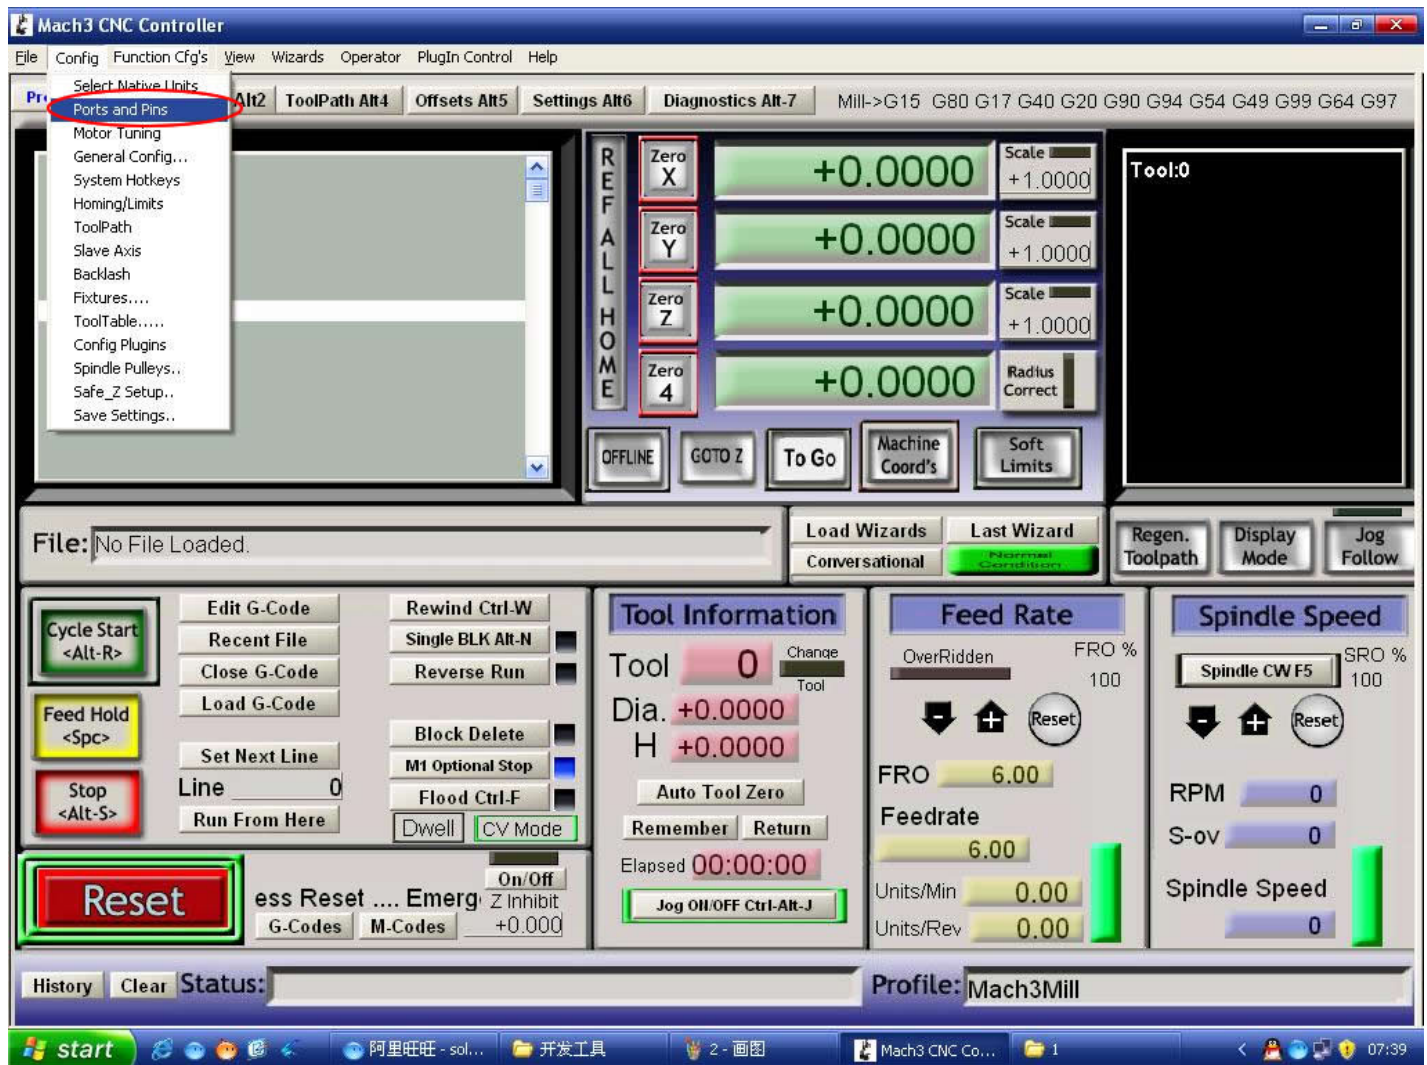 Mach3 CNC Controller
File Config Function Cfg's View Wizards Operator PlugIn Control Help
Alt2 ToolPath Alt4 Offsets Alt5 Settings Alt6 Diagnostics Alt-7 Mill->G15 G80 G17 G40 G20 G90 G94 G54 G49 G99 G64 G97
Select Native Units
Ports and Pins
Motor Tuning
General Config...
System Hotkeys
Homing/Limits
ToolPath
Slave Axis
Backlash
Fixtures....
ToolTable.....
Config Plugins
Spindle Pulleys..
Safe_Z Setup..
Save Settings..
REF ALL HOME
Zero X +0.0000 Scale +1.0000
Zero Y +0.0000 Scale +1.0000
Zero Z +0.0000 Scale +1.0000
Zero 4 +0.0000 Radius Correct
OFFLINE GOTO Z To Go Machine Coord's Soft Limits
Tool:0
File: No File Loaded.
Load Wizards Last Wizard
Conversational Normal Condition
Regen. Toolpath Display Mode Jog Follow
Cycle Start <Alt-R>
Feed Hold <Spc>
Stop <Alt-S>
Edit G-Code
Recent File
Close G-Code
Load G-Code
Set Next Line
Line 0
Run From Here
Rewind Ctrl-W
Single BLK Alt-N
Reverse Run
Block Delete
M1 Optional Stop
Flood Ctrl-F
Dwell CV Mode
Reset
ess Reset .... Emerg
G-Codes M-Codes
On/Off
Z Inhibit
+0.000
Tool Information
Tool 0 Change Tool
Dia. +0.0000
H +0.0000
Auto Tool Zero
Remember Return
Elapsed 00:00:00
Jog ON/OFF Ctrl-Alt-J
Feed Rate
OverRidden FRO % 100
Reset
FRO 6.00
Feedrate
6.00
Units/Min 0.00
Units/Rev 0.00
Spindle Speed
Spindle CW F5 SRO % 100
Reset
RPM 0
S-ov 0
Spindle Speed
0
History Clear Status: Profile: Mach3Mill
start 阿里旺旺 - sol... 开发工具 2 - 画图 Mach3 CNC Co... 1 07:39